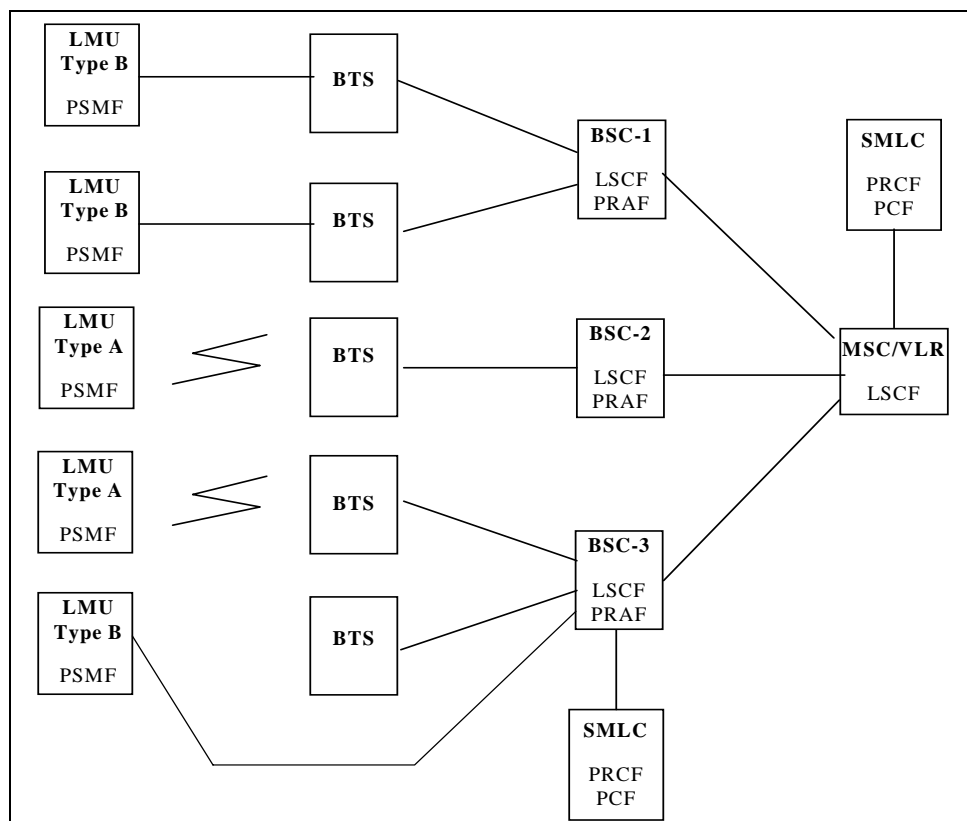 LMU
Type B
PSMF
BTS
BSC-1
LSCF
PRAF
SMLC
PRCF
PCF
LMU
Type B
PSMF
BTS
LMU
Type A
PSMF
BTS
BSC-2
LSCF
PRAF
MSC/VLR
LSCF
LMU
Type A
PSMF
BTS
BSC-3
LSCF
PRAF
LMU
Type B
PSMF
BTS
SMLC
PRCF
PCF